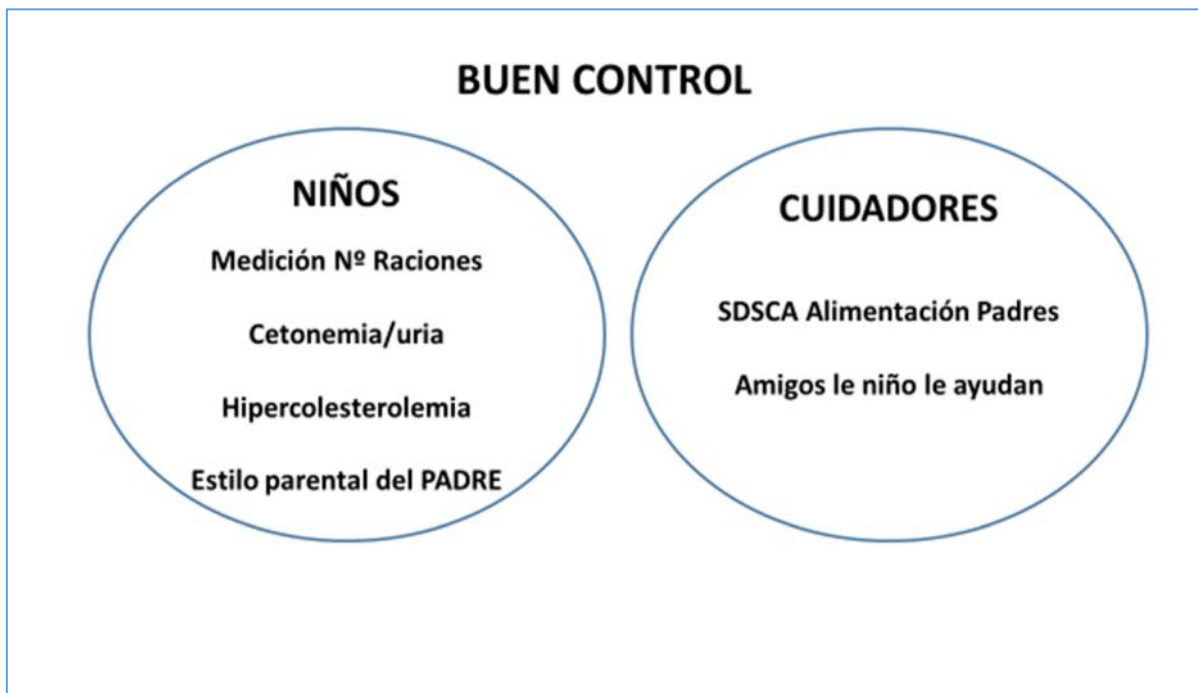 BUEN CONTROL
NIÑOS
Medición Nº Raciones
Cetonemia/uria
Hipercolesterolemia
Estilo parental del PADRE
CUIDADORES
SDSCA Alimentación Padres
Amigos le niño le ayudan